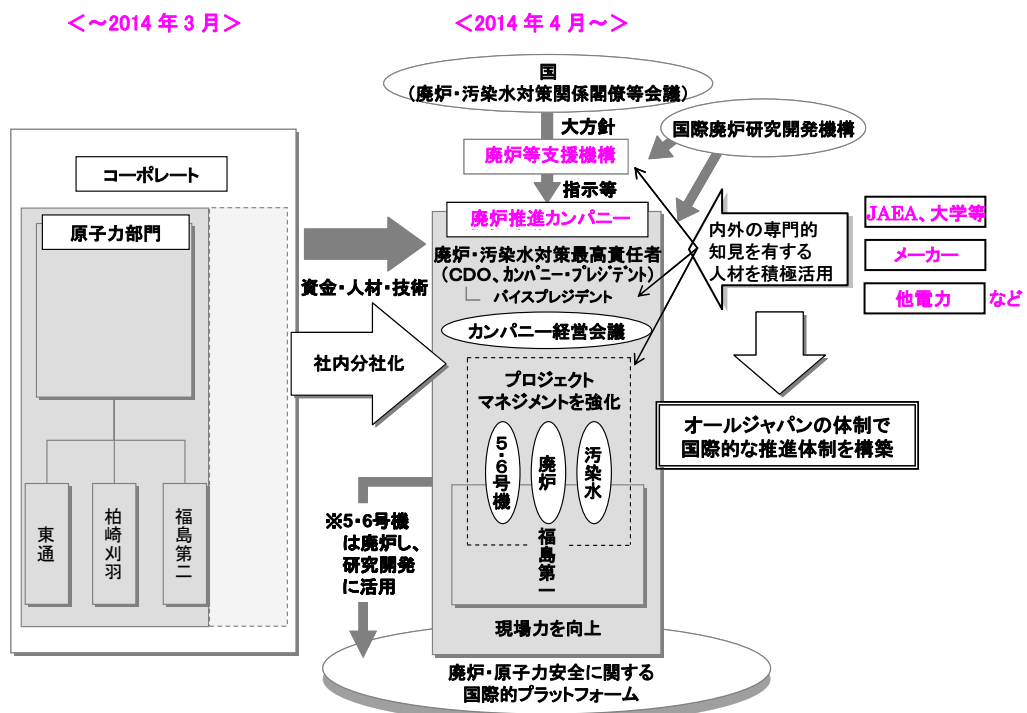 ＜～2014 年 3 月＞
＜2014 年 4 月～＞
国
（廃炉・汚染水対策関係閣僚等会議）
大方針
国際廃炉研究開発機構
廃炉等支援機構
指示等
コーポレート
原子力部門
廃炉推進カンパニー
廃炉・汚染水対策最高責任者
（CDO、カンパニー・プレジデント）
バイスプレジデント
内外の専門的
知見を有する
人材を積極活用
JAEA、大学等
メーカー
他電力
など
資金・人材・技術
社内分社化
カンパニー経営会議
プロジェクト
マネジメントを強化
5・6号機
廃炉
汚染水
オールジャパンの体制で
国際的な推進体制を構築
東通
柏崎刈羽
福島第二
※5・6号機
は廃炉し、
研究開発
に活用
福島第一
現場力を向上
廃炉・原子力安全に関する
国際的プラットフォーム